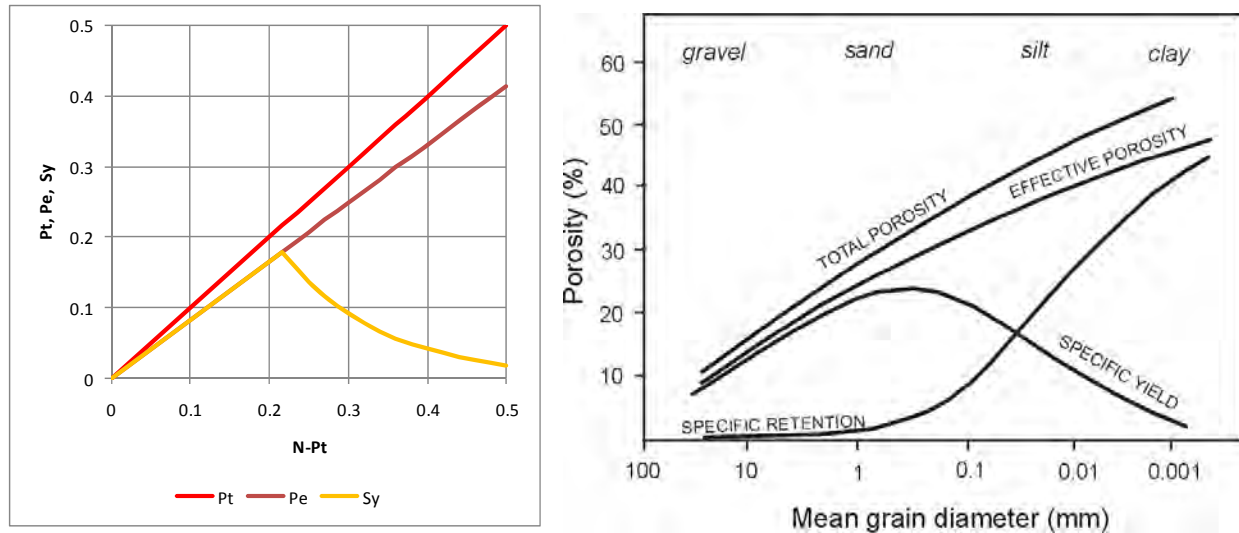 0.5
0.4
0.3
0.2
0.1
0
Pt, Pe, Sy
0 0.1 0.2 0.3 0.4 0.5
N-Pt
Pt Pe Sy
gravel sand silt clay
60
50
40
30
20
10
Porosity (%)
TOTAL POROSITY
EFFECTIVE POROSITY
SPECIFIC YIELD
SPECIFIC RETENTION
100 10 1 0.1 0.01 0.001
Mean grain diameter (mm)